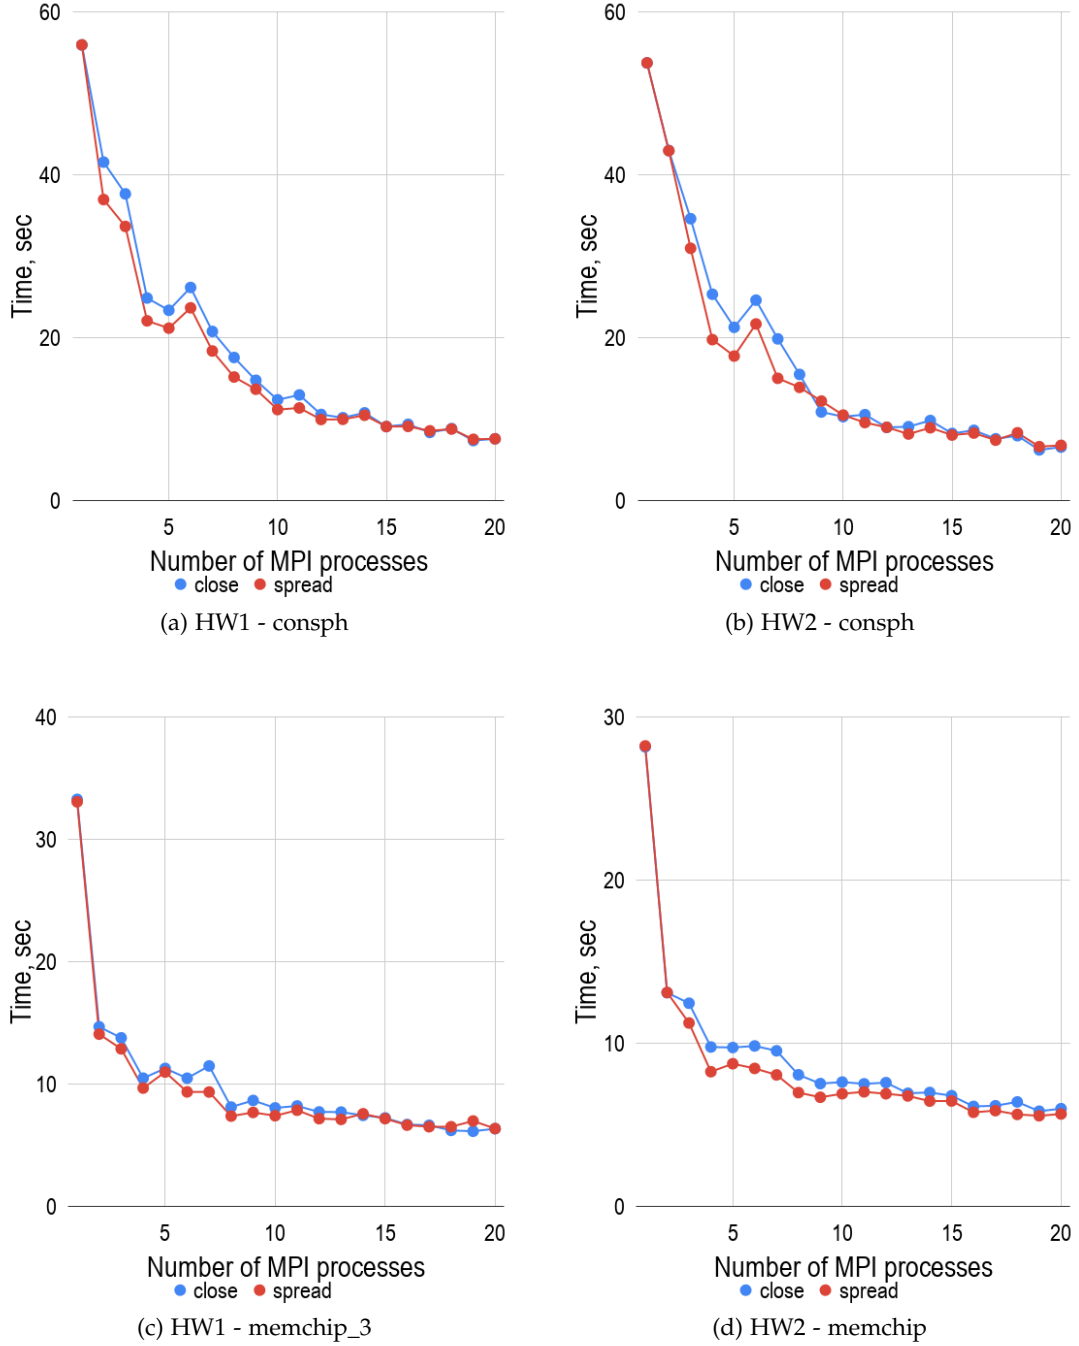 60
40
20
0
Time, sec
5 10 15 20
Number of MPI processes
close spread
(a) HW1 - consph
60
40
20
0
Time, sec
5 10 15 20
Number of MPI processes
close spread
(b) HW2 - consph
40
30
20
10
0
Time, sec
5 10 15 20
Number of MPI processes
close spread
(c) HW1 - memchip_3
30
20
10
0
Time, sec
5 10 15 20
Number of MPI processes
close spread
(d) HW2 - memchip